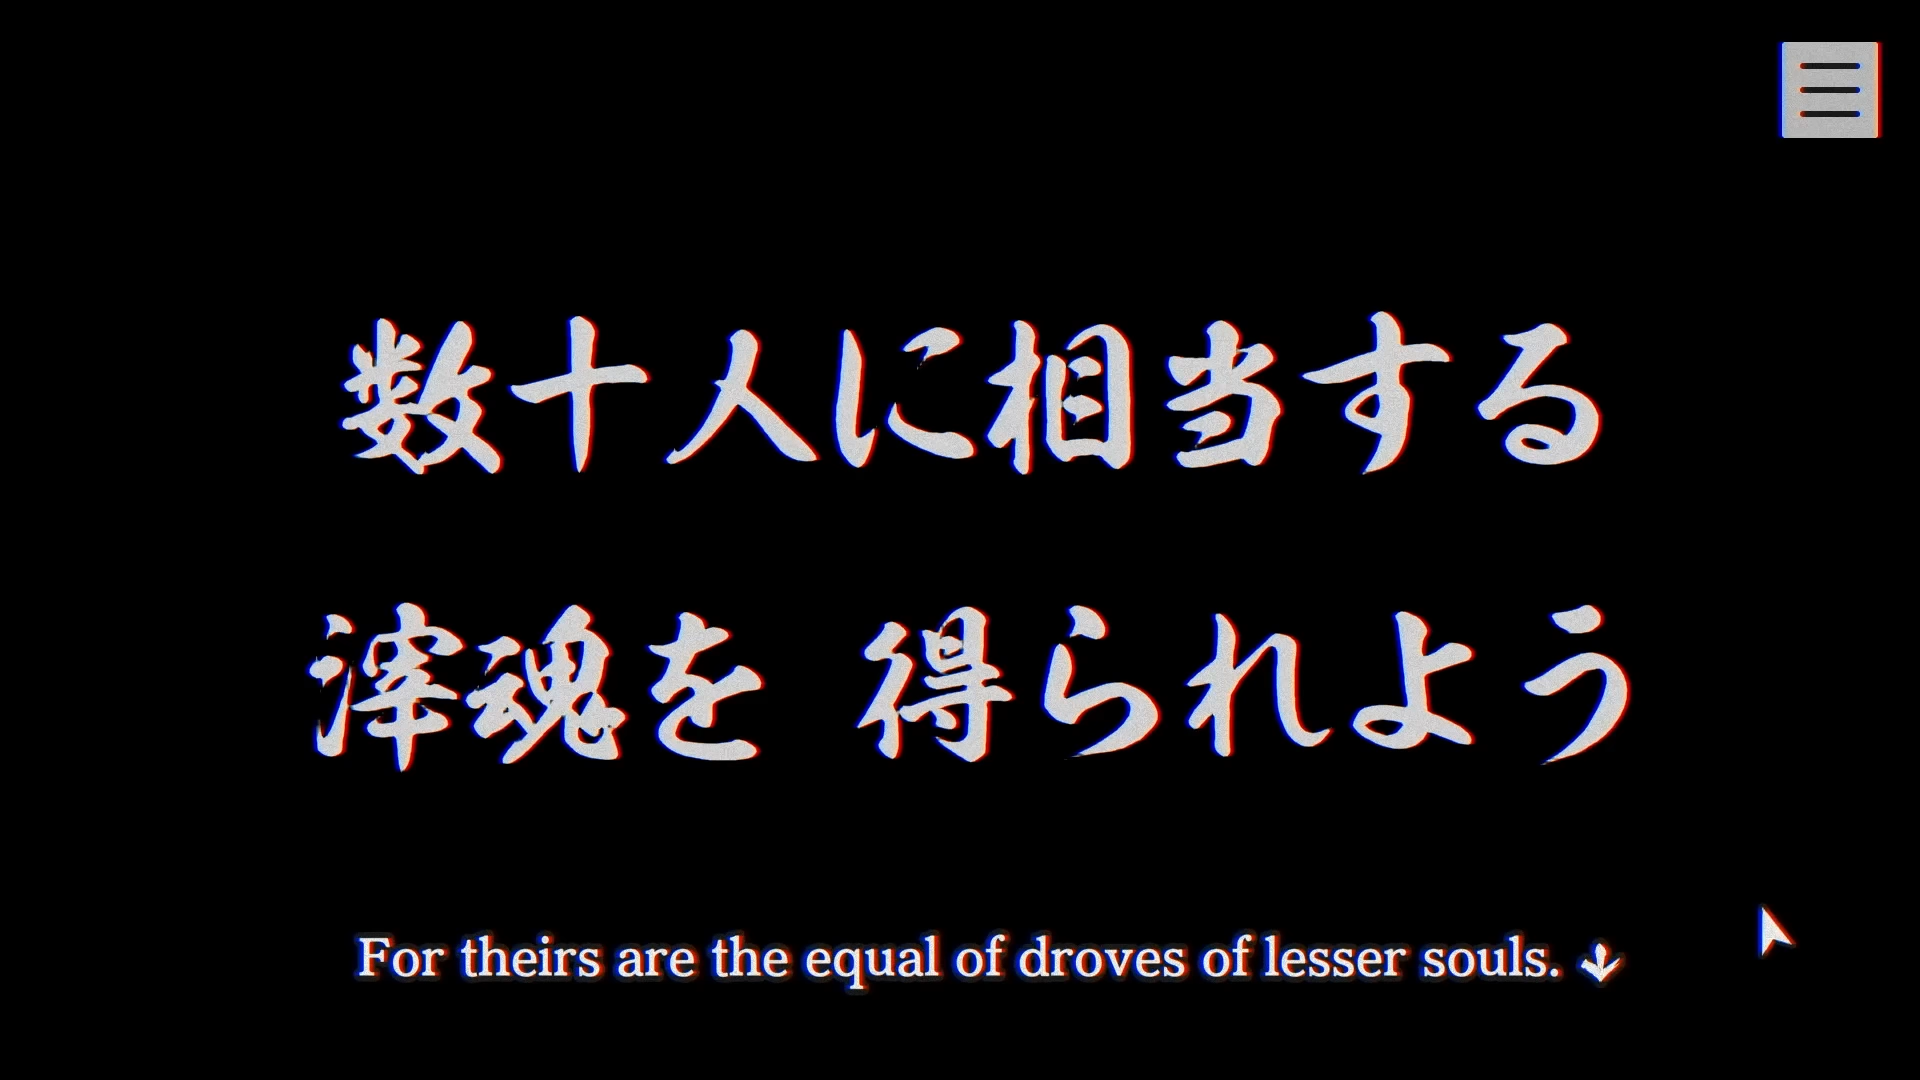 数十人に相当する
滓魂を 得られよう
For theirs are the equal of droves of lesser souls.